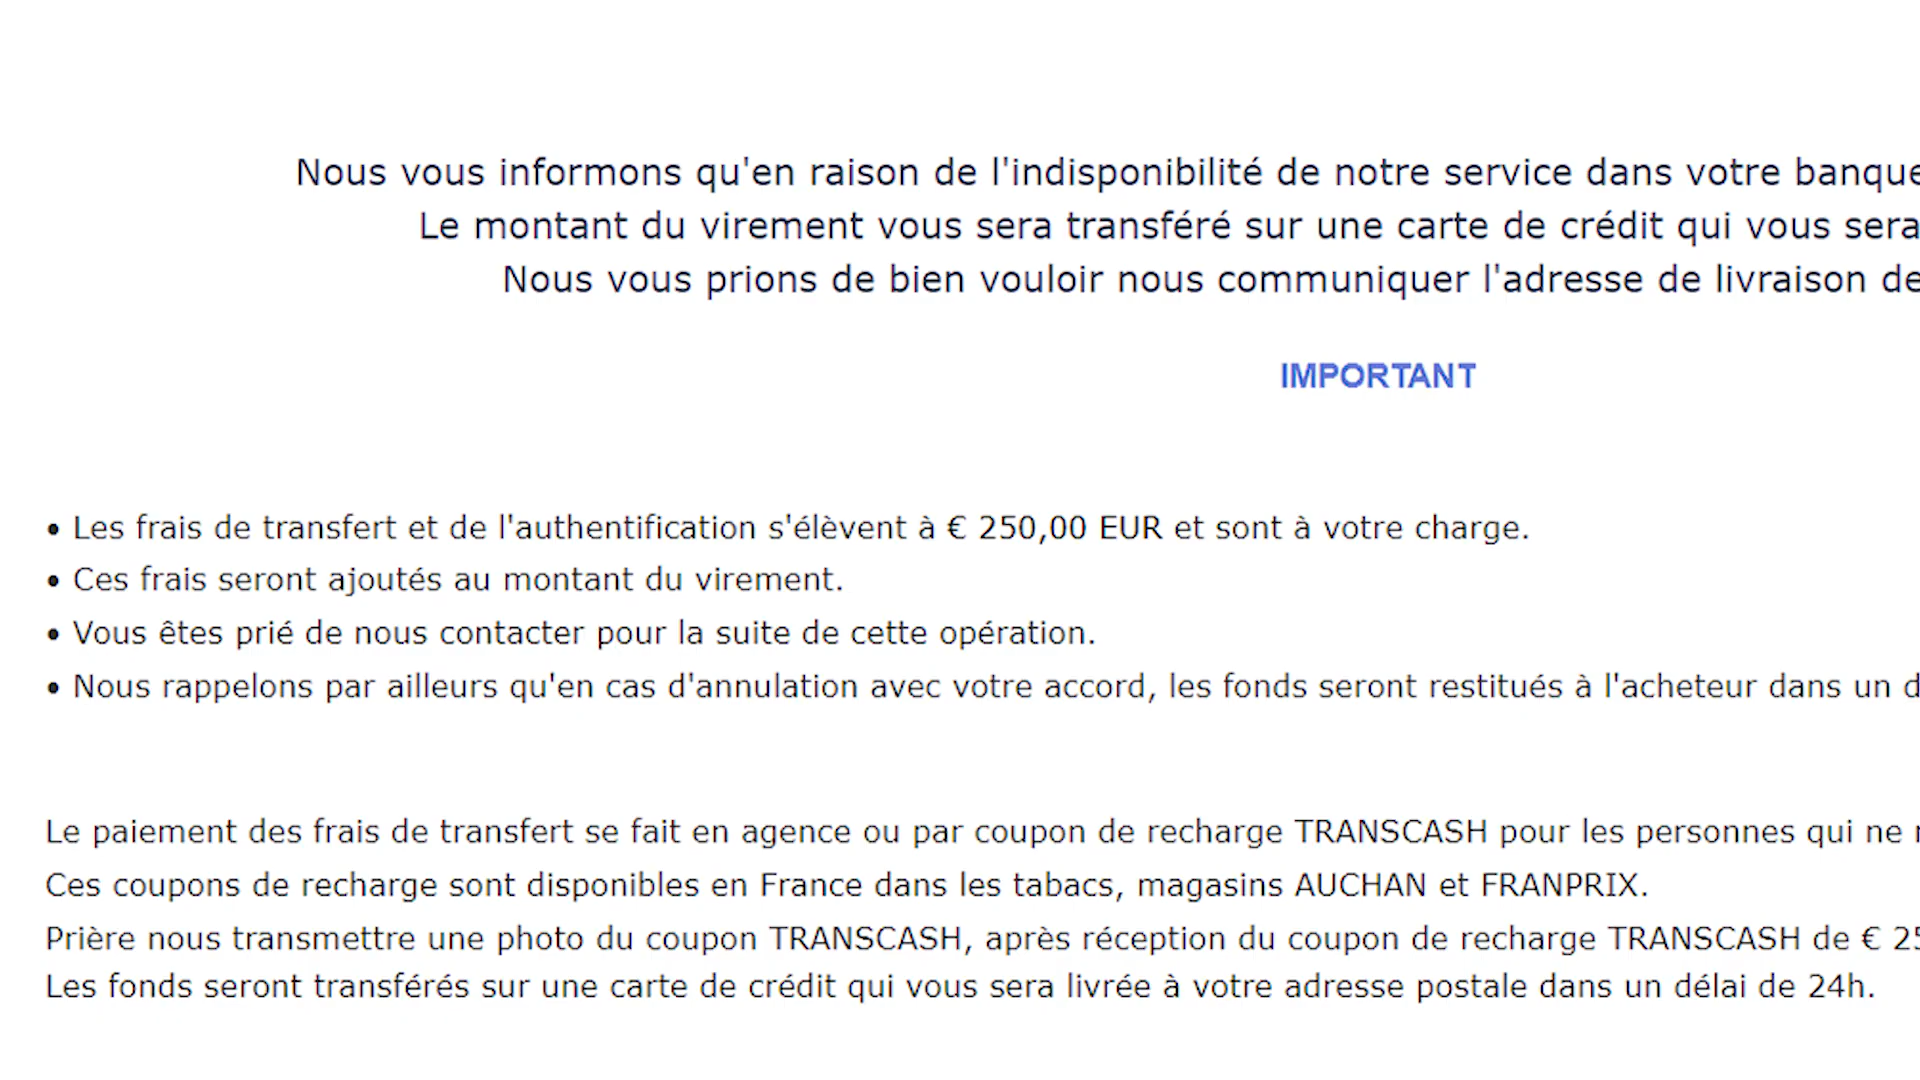 Nous vous informons qu'en raison de l'indisponibilité de notre service dans votre banque
Le montant du virement vous sera transféré sur une carte de crédit qui vous sera
Nous vous prions de bien vouloir nous communiquer l'adresse de livraison de
IMPORTANT
• Les frais de transfert et de l'authentification s'élèvent à € 250,00 EUR et sont à votre charge.
• Ces frais seront ajoutés au montant du virement.
• Vous êtes prié de nous contacter pour la suite de cette opération.
• Nous rappelons par ailleurs qu'en cas d'annulation avec votre accord, les fonds seront restitués à l'acheteur dans un d
Le paiement des frais de transfert se fait en agence ou par coupon de recharge TRANSCASH pour les personnes qui ne
Ces coupons de recharge sont disponibles en France dans les tabacs, magasins AUCHAN et FRANPRIX.
Prière nous transmettre une photo du coupon TRANSCASH, après réception du coupon de recharge TRANSCASH de € 25
Les fonds seront transférés sur une carte de crédit qui vous sera livrée à votre adresse postale dans un délai de 24h.